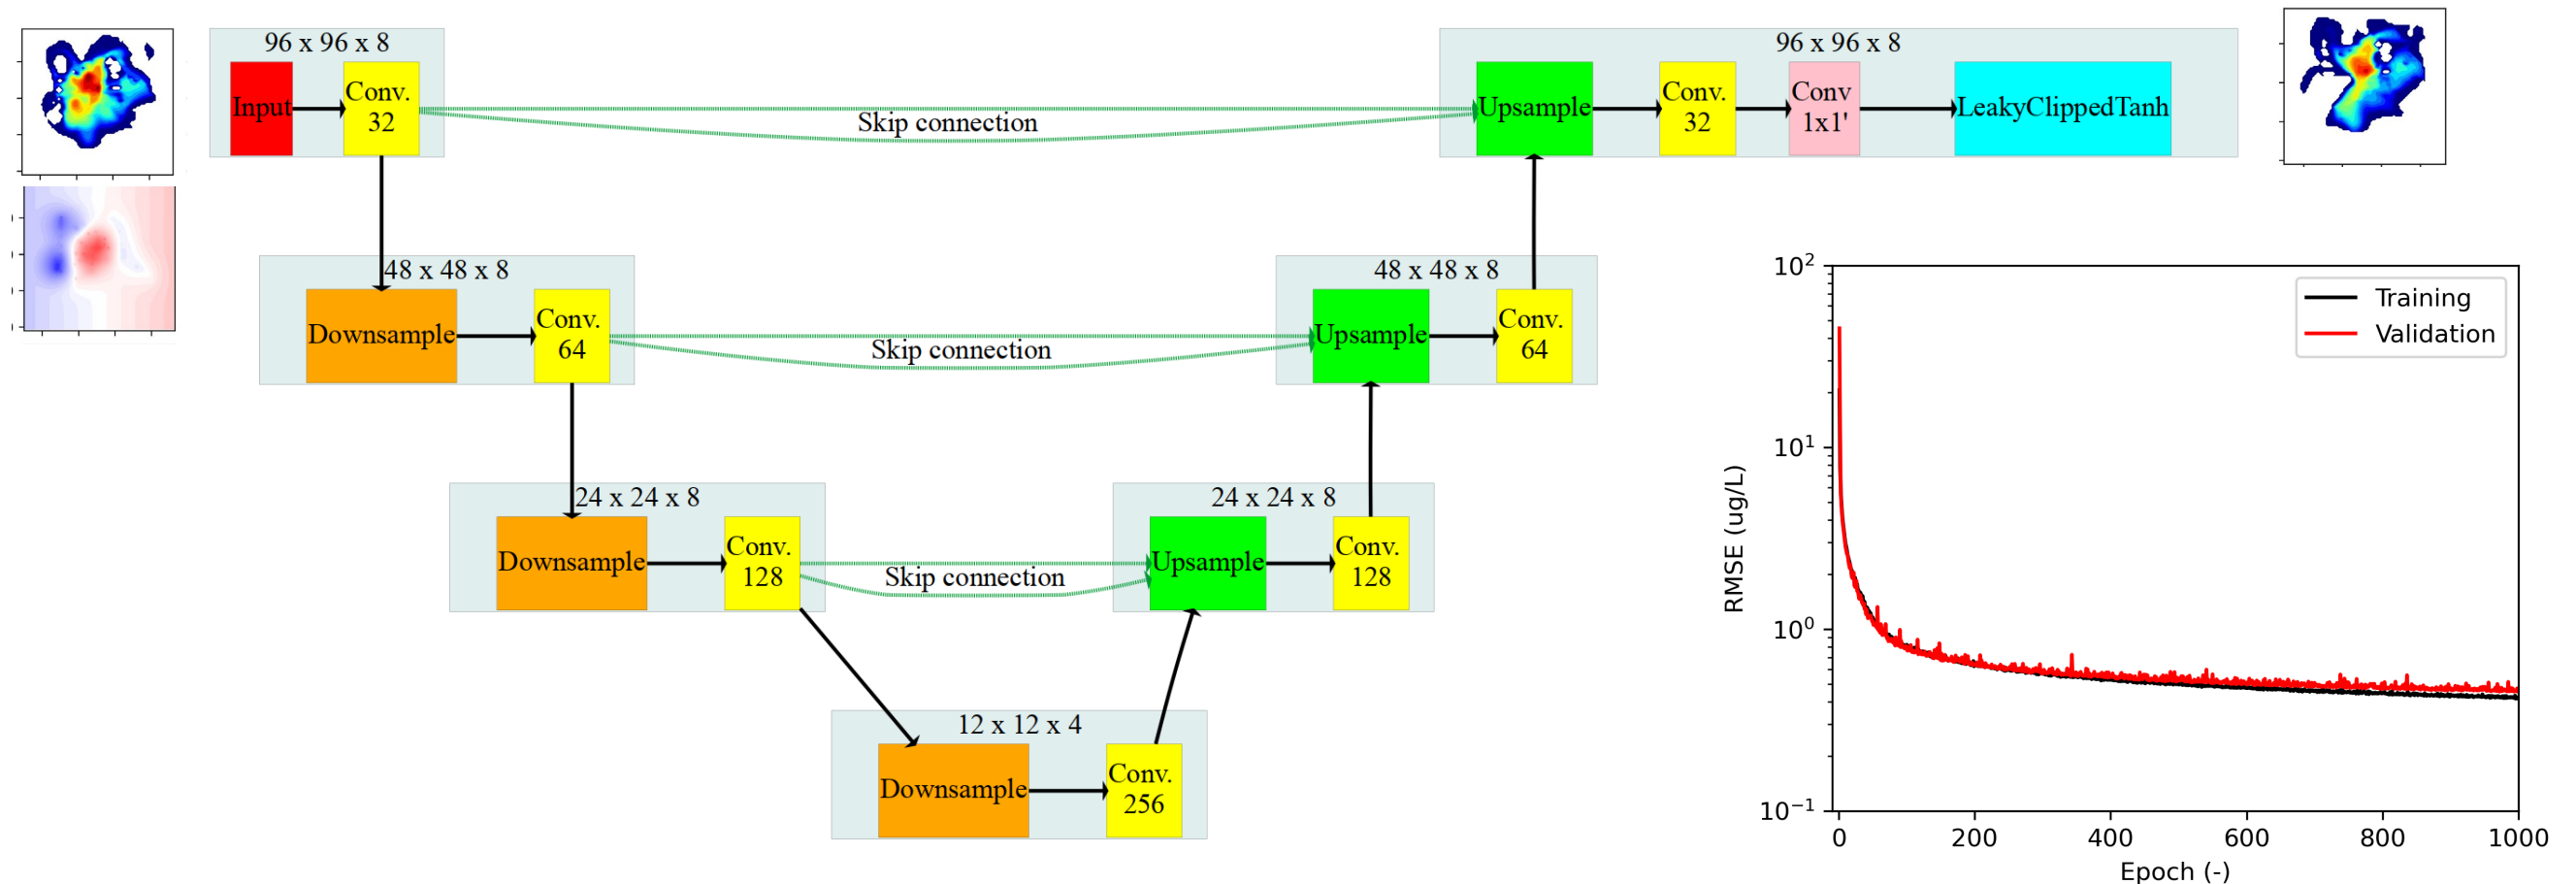 96 x 96 x 8
Input
Conv.
32
Skip connection
96 x 96 x 8
Upsample
Conv.
32
Conv
1x1'
LeakyClippedTanh
48 x 48 x 8
Downsample
Conv.
64
Skip connection
48 x 48 x 8
Upsample
Conv.
64
24 x 24 x 8
Downsample
Conv.
128
Skip connection
24 x 24 x 8
Upsample
Conv.
128
12 x 12 x 4
Downsample
Conv.
256
Training
Validation
10²
10¹
10⁰
10⁻¹
RMSE (ug/L)
0 200 400 600 800 1000
Epoch (-)